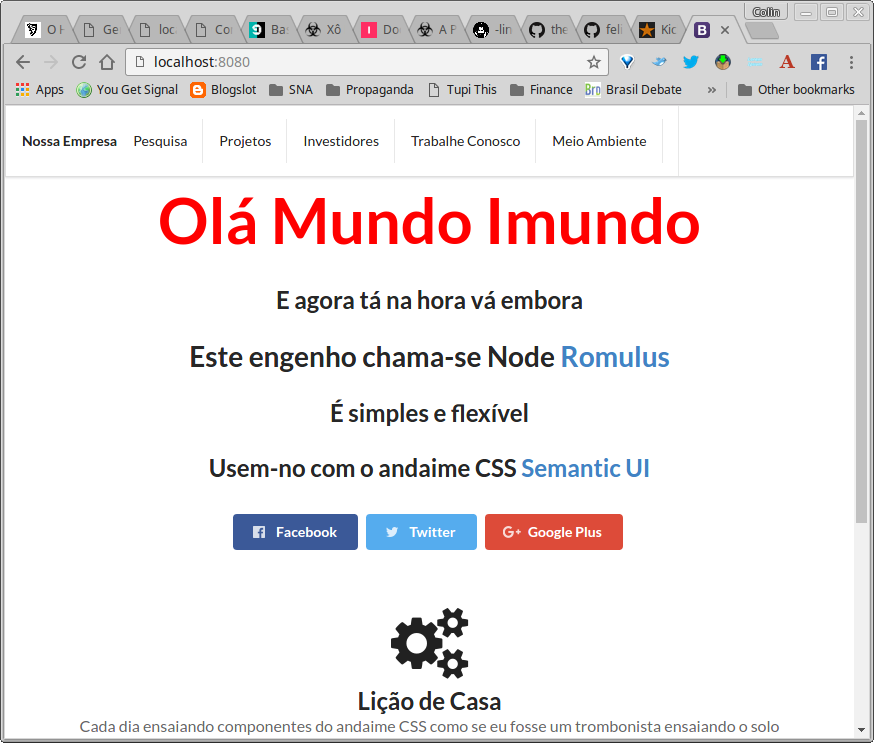 Colin
O H
Ger
loc
Cor
Bas
Xô
Do
A P
-lin
the
feli
Kic
localhost:8080
Apps You Get Signal Blogslot SNA Propaganda Tupi This Finance Brasil Debate » Other bookmarks
Nossa Empresa Pesquisa Projetos Investidores Trabalhe Conosco Meio Ambiente
Olá Mundo Imundo
E agora tá na hora vá embora
Este engenho chama-se Node Romulus
É simples e flexível
Usem-no com o andaime CSS Semantic UI
Facebook Twitter Google Plus
Lição de Casa
Cada dia ensaiando componentes do andaime CSS como se eu fosse um trombonista ensaiando o solo